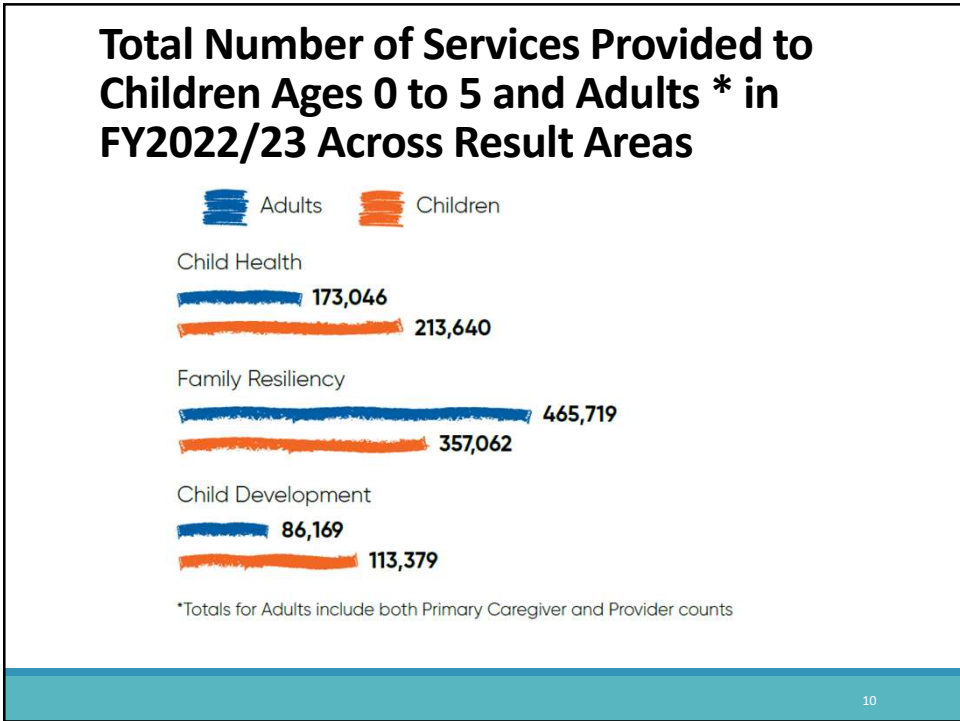 Total Number of Services Provided to
Children Ages 0 to 5 and Adults * in
FY2022/23 Across Result Areas
Adults Children
Child Health
173,046
213,640
Family Resiliency
465,719
357,062
Child Development
86,169
113,379
*Totals for Adults include both Primary Caregiver and Provider counts
10